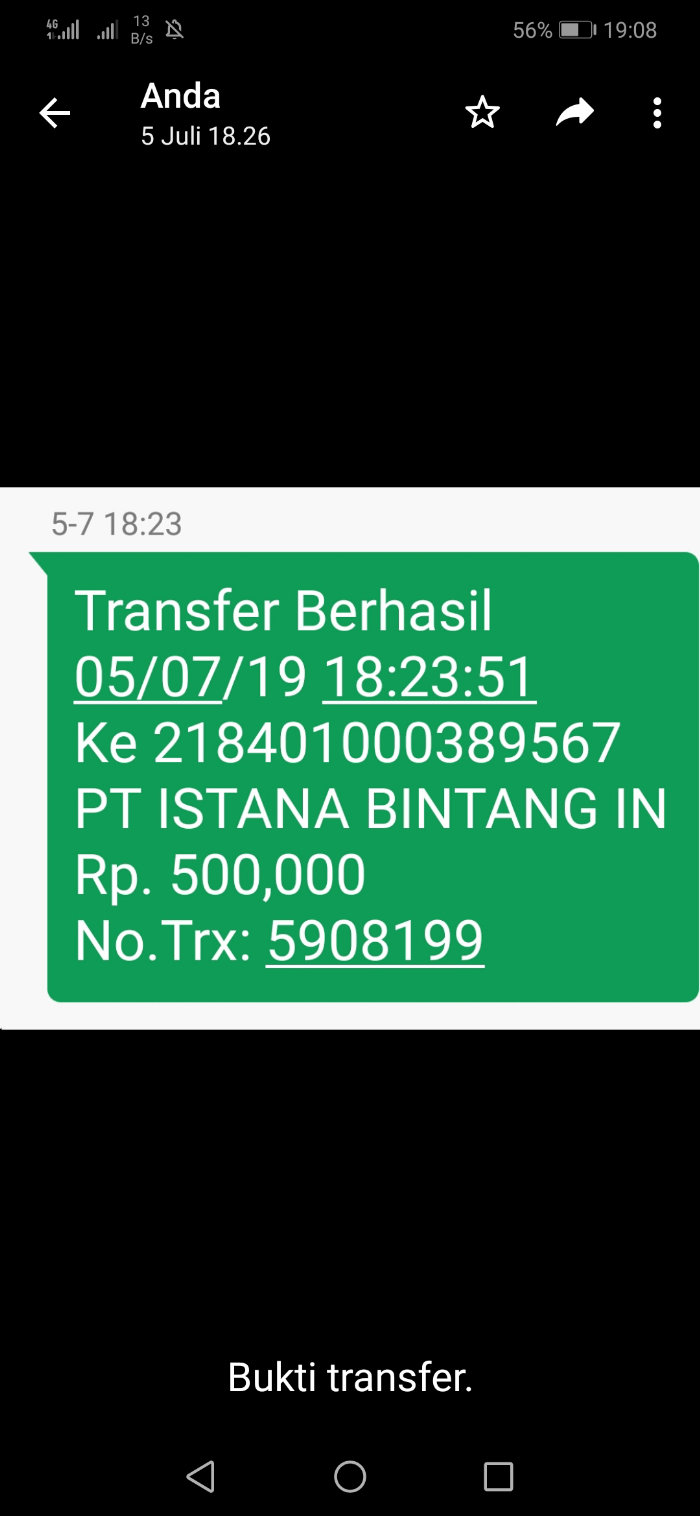 4G
13
B/s
56%
19:08
Anda
5 Juli 18.26
5-7 18:23
Transfer Berhasil
05/07/19 18:23:51
Ke 218401000389567
PT ISTANA BINTANG IN
Rp. 500,000
No.Trx: 5908199
Bukti transfer.